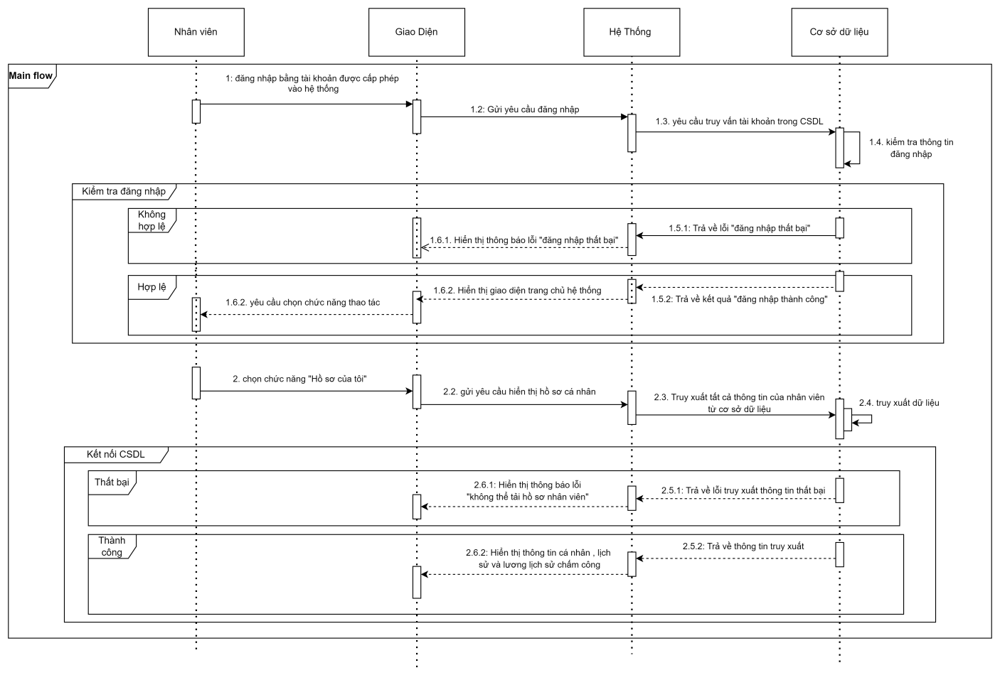 Nhân viên
Giao Diện
Hệ Thống
Cơ sở dữ liệu
Main flow
1: đăng nhập bằng tài khoản được cấp phép
vào hệ thống
1.2: Gửi yêu cầu đăng nhập
1.3. yêu cầu truy vấn tài khoản trong CSDL
1.4. kiểm tra thông tin
đăng nhập
Kiểm tra đăng nhập
Không
hợp lệ
1.5.1: Trả về lỗi "đăng nhập thất bại"
1.6.1. Hiển thị thông báo lỗi "đăng nhập thất bại"
Hợp lệ
1.6.2. Hiển thị giao diện trang chủ hệ thống
1.5.2: Trả về kết quả "đăng nhập thành công"
1.6.2. yêu cầu chọn chức năng thao tác
2. chọn chức năng "Hồ sơ của tôi"
2.2. gửi yêu cầu hiển thị hồ sơ cá nhân
2.3. Truy xuất tất cả thông tin của nhân viên
từ cơ sở dữ liệu
2.4. truy xuất dữ liệu
Kết nối CSDL
Thất bại
2.6.1: Hiển thị thông báo lỗi
"không thể tải hồ sơ nhân viên"
2.5.1: Trả về lỗi truy xuất thông tin thất bại
Thành
công
2.5.2: Trả về thông tin truy xuất
2.6.2: Hiển thị thông tin cá nhân , lịch
sử và lương lịch sử chấm công